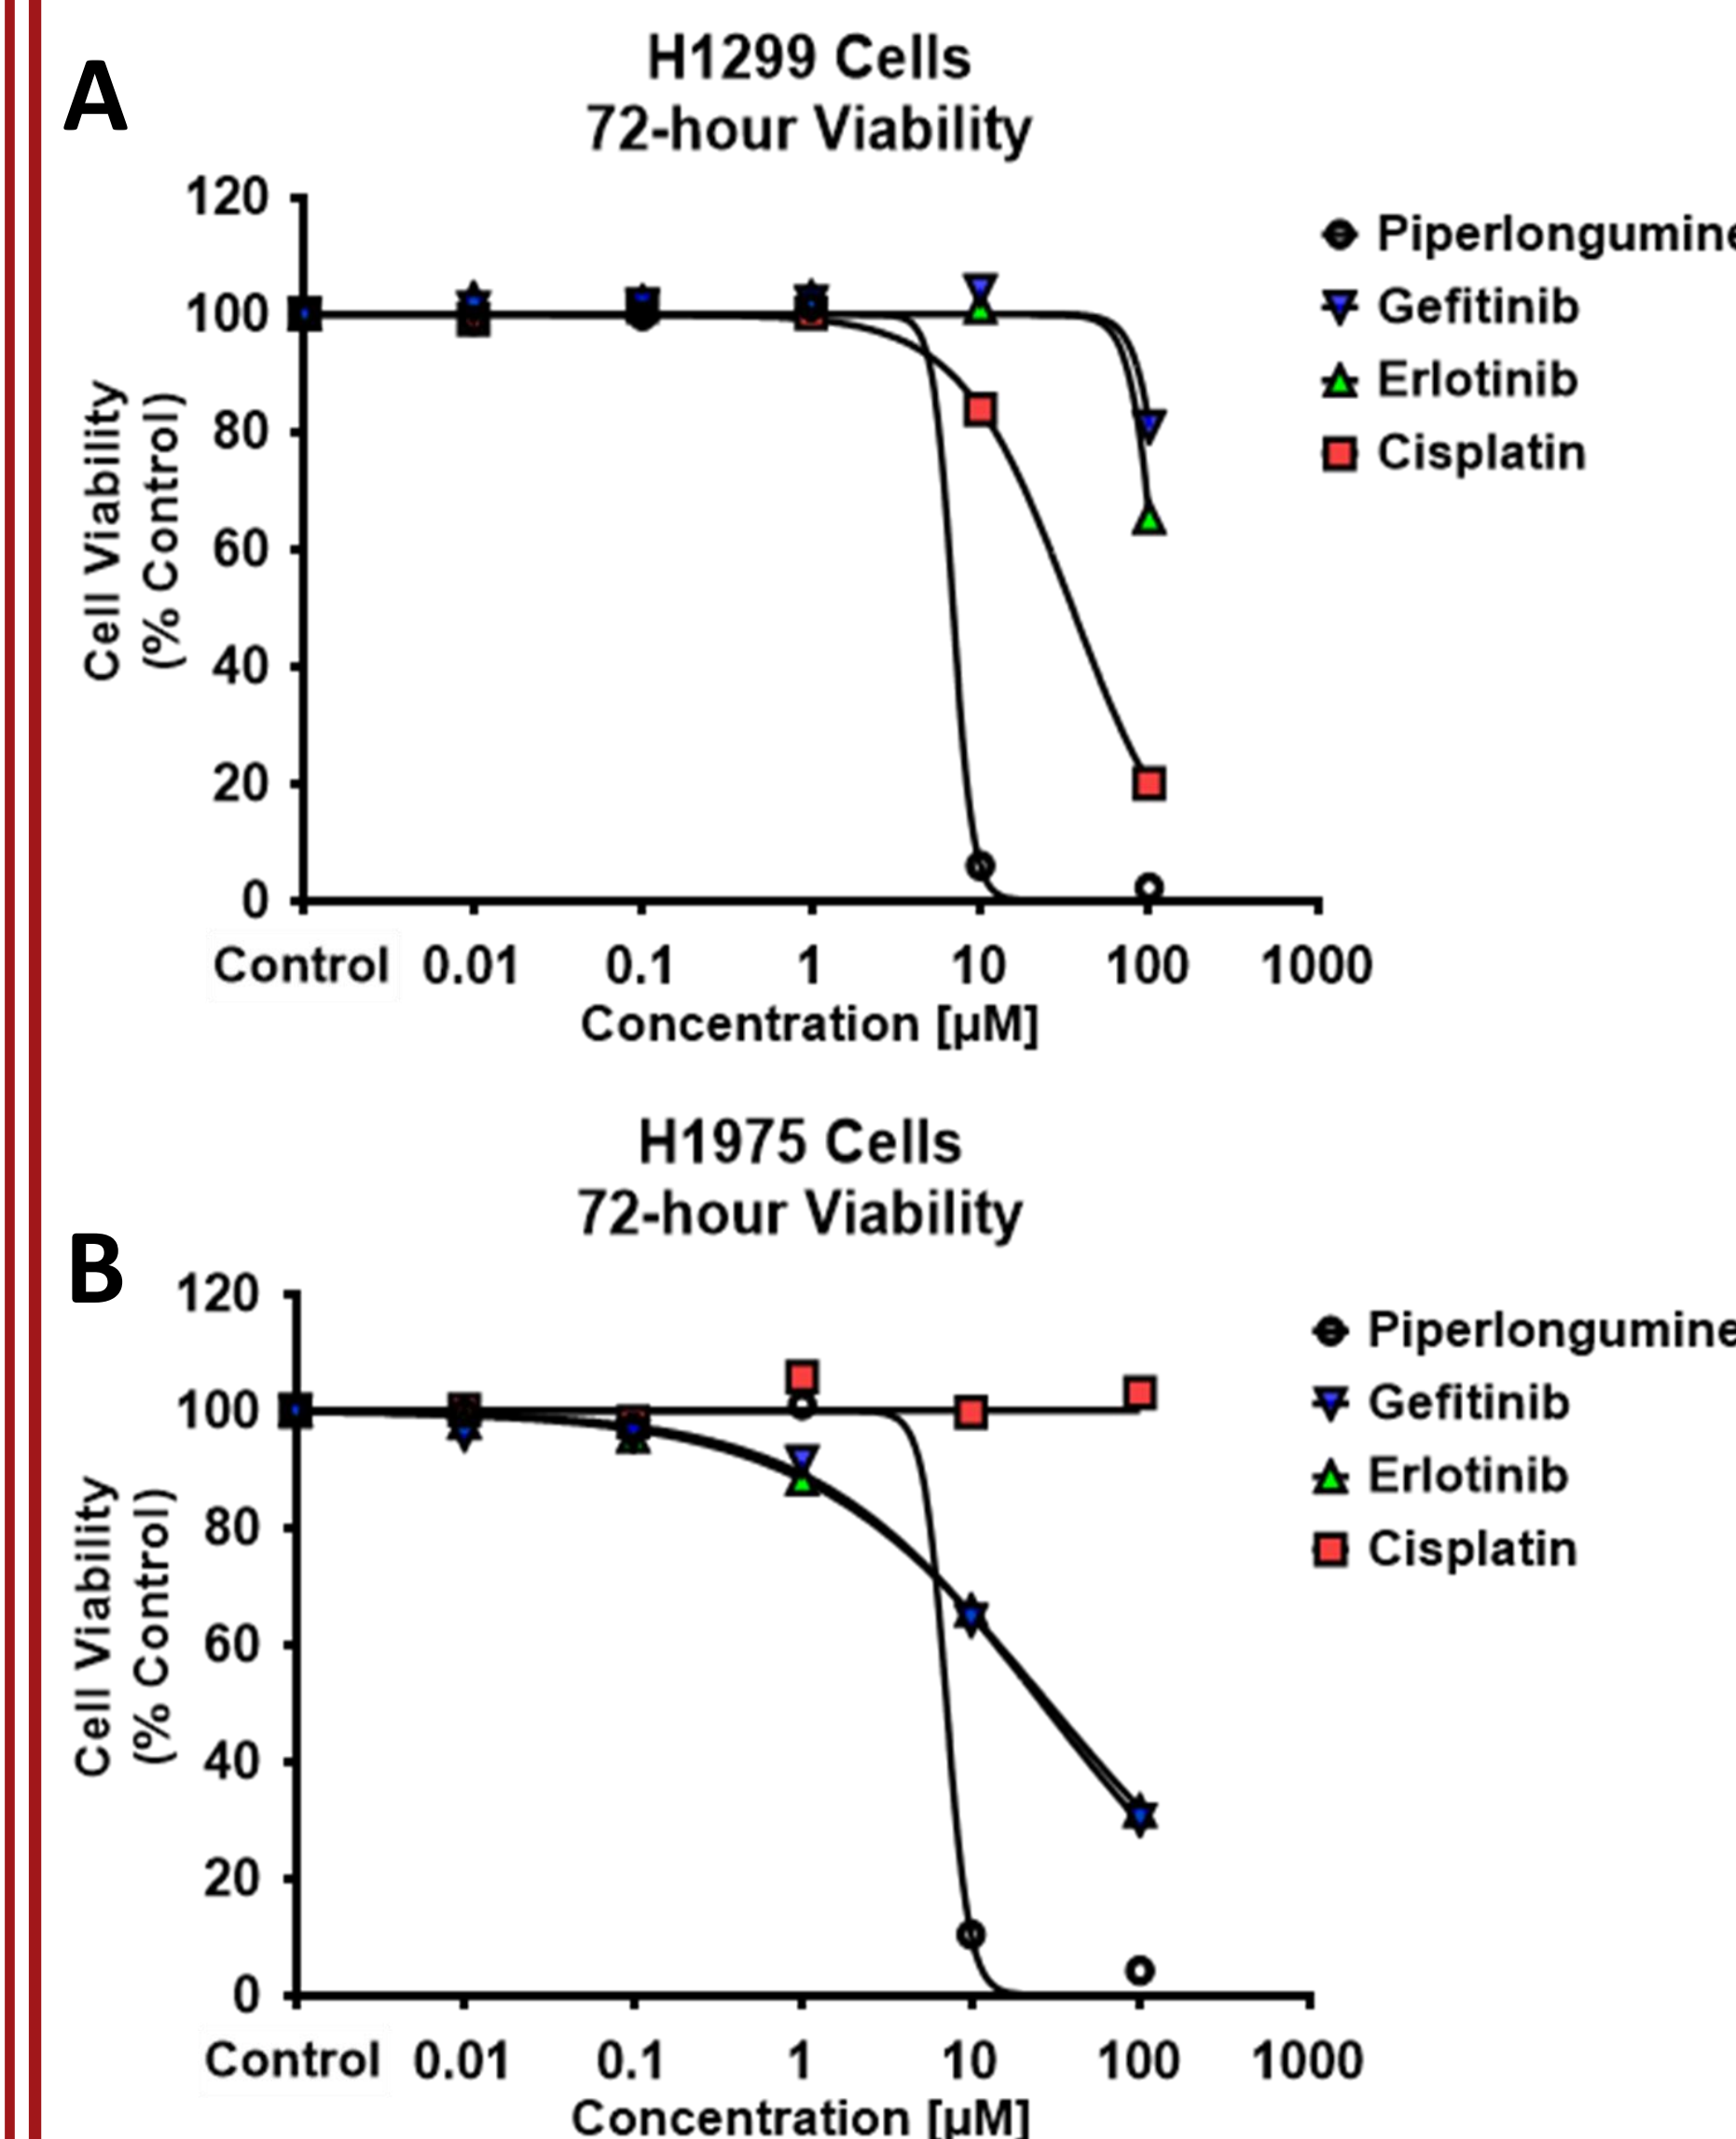 A
H1299 Cells
72-hour Viability
120
100
80
60
40
20
0
Cell Viability
(% Control)
Control 0.01 0.1 1 10 100 1000
Concentration [µM]
Piperlongumine
Gefitinib
Erlotinib
Cisplatin
B
H1975 Cells
72-hour Viability
120
100
80
60
40
20
0
Cell Viability
(% Control)
Control 0.01 0.1 1 10 100 1000
Concentration [µM]
Piperlongumine
Gefitinib
Erlotinib
Cisplatin